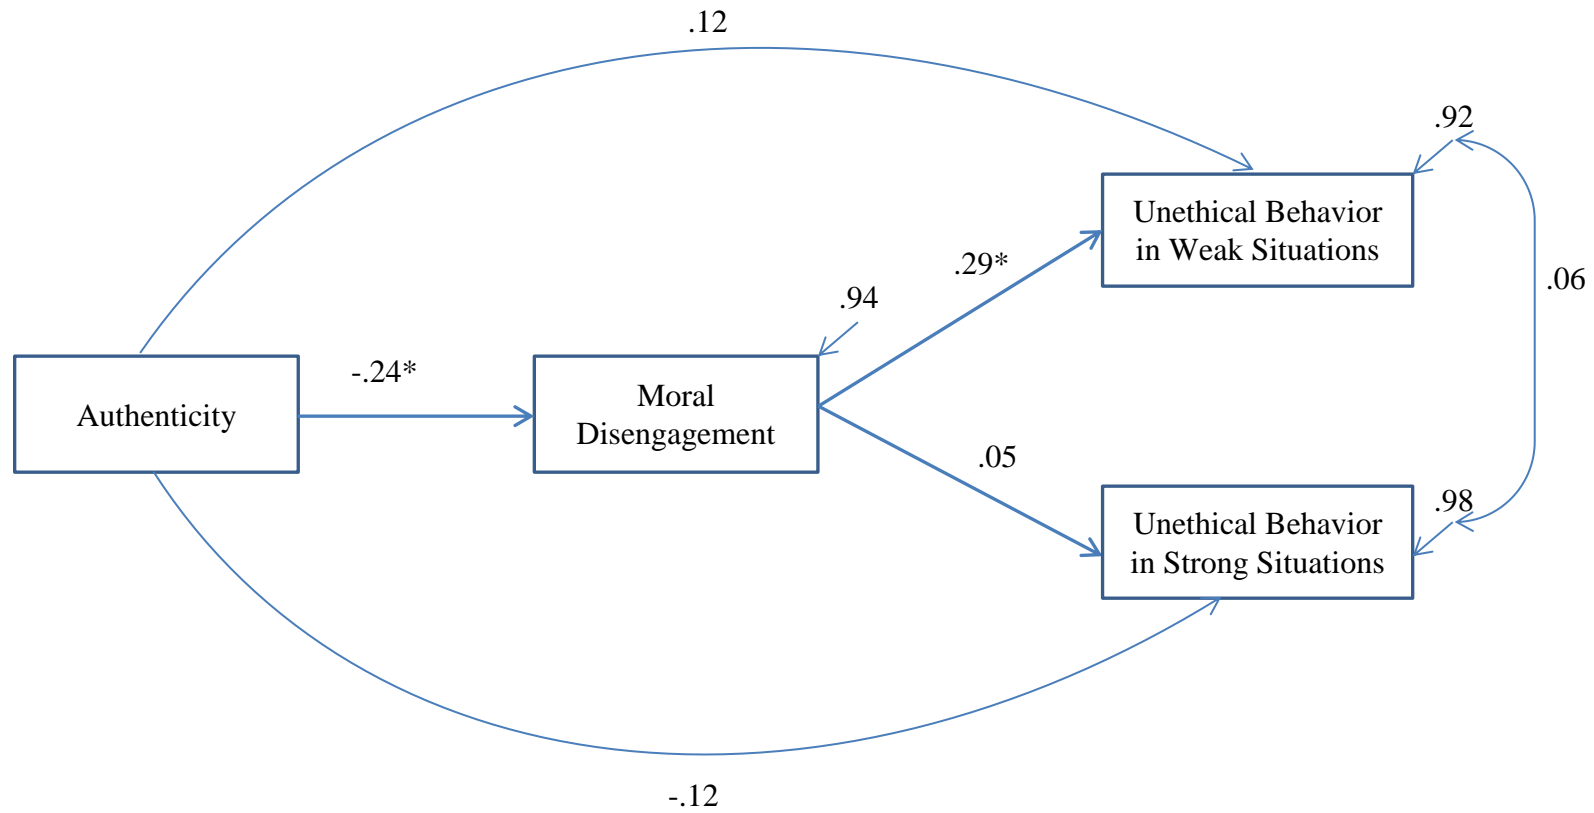 .12
.92
Unethical Behavior
in Weak Situations
.29*
.06
.94
-.24*
Authenticity
Moral
Disengagement
.05
.98
Unethical Behavior
in Strong Situations
-.12